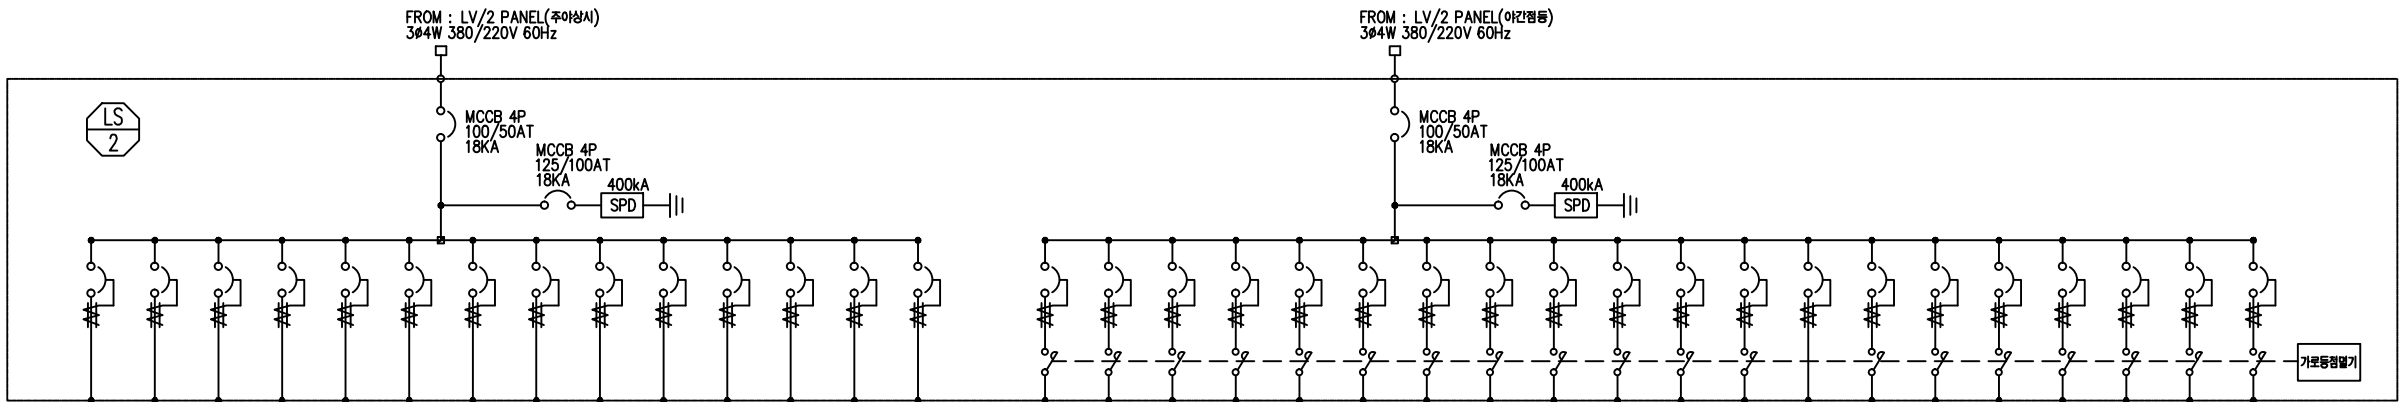 FROM : LV/2 PANEL(주야상시)
3ø4W 380/220V 60Hz
FROM : LV/2 PANEL(야간점등)
3ø4W 380/220V 60Hz
LS
2
MCCB 4P
100/50AT
18KA
MCCB 4P
125/100AT
18KA
400kA
SPD
MCCB 4P
100/50AT
18KA
MCCB 4P
125/100AT
18KA
400kA
SPD
가로등점멸기